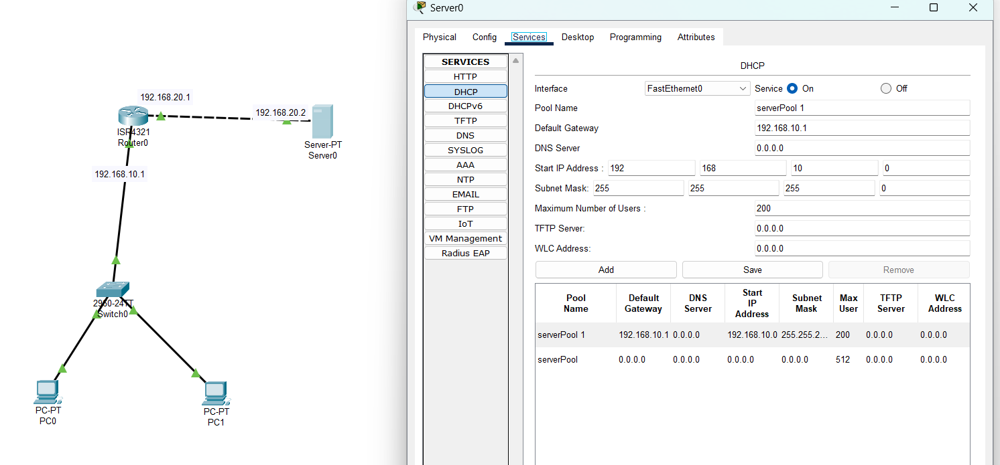 Server0
Physical Config Services Desktop Programming Attributes
SERVICES
HTTP
DHCP
DHCPv6
TFTP
DNS
SYSLOG
AAA
NTP
EMAIL
FTP
IoT
VM Management
Radius EAP
DHCP
Interface FastEthernet0 Service On Off
Pool Name serverPool 1
Default Gateway 192.168.10.1
DNS Server 0.0.0.0
Start IP Address : 192 168 10 0
Subnet Mask: 255 255 255 0
Maximum Number of Users : 200
TFTP Server: 0.0.0.0
WLC Address: 0.0.0.0
Add Save Remove
Pool Name Default Gateway DNS Server Start IP Address Subnet Mask Max User TFTP Server WLC Address
serverPool 1 192.168.10.1 0.0.0.0 192.168.10.0 255.255.2... 200 0.0.0.0 0.0.0.0
serverPool 0.0.0.0 0.0.0.0 0.0.0.0 0.0.0.0 512 0.0.0.0 0.0.0.0
192.168.20.1
192.168.20.2
ISR4321
Router0
Server-PT
Server0
192.168.10.1
2960-24TT
Switch0
PC-PT
PC0
PC-PT
PC1